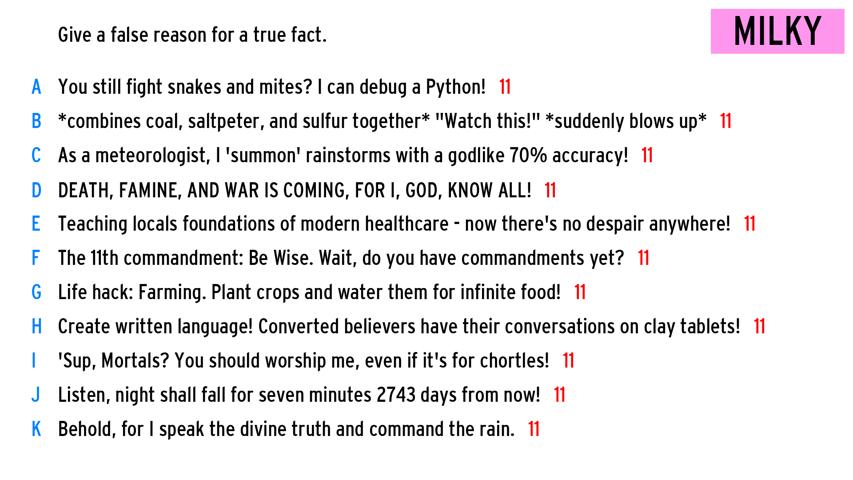 Give a false reason for a true fact.
MILKY
A You still fight snakes and mites? I can debug a Python! 11
B *combines coal, saltpeter, and sulfur together* "Watch this!" *suddenly blows up* 11
C As a meteorologist, I 'summon' rainstorms with a godlike 70% accuracy! 11
D DEATH, FAMINE, AND WAR IS COMING, FOR I, GOD, KNOW ALL! 11
E Teaching locals foundations of modern healthcare - now there's no despair anywhere! 11
F The 11th commandment: Be Wise. Wait, do you have commandments yet? 11
G Life hack: Farming. Plant crops and water them for infinite food! 11
H Create written language! Converted believers have their conversations on clay tablets! 11
I 'Sup, Mortals? You should worship me, even if it's for chortles! 11
J Listen, night shall fall for seven minutes 2743 days from now! 11
K Behold, for I speak the divine truth and command the rain. 11